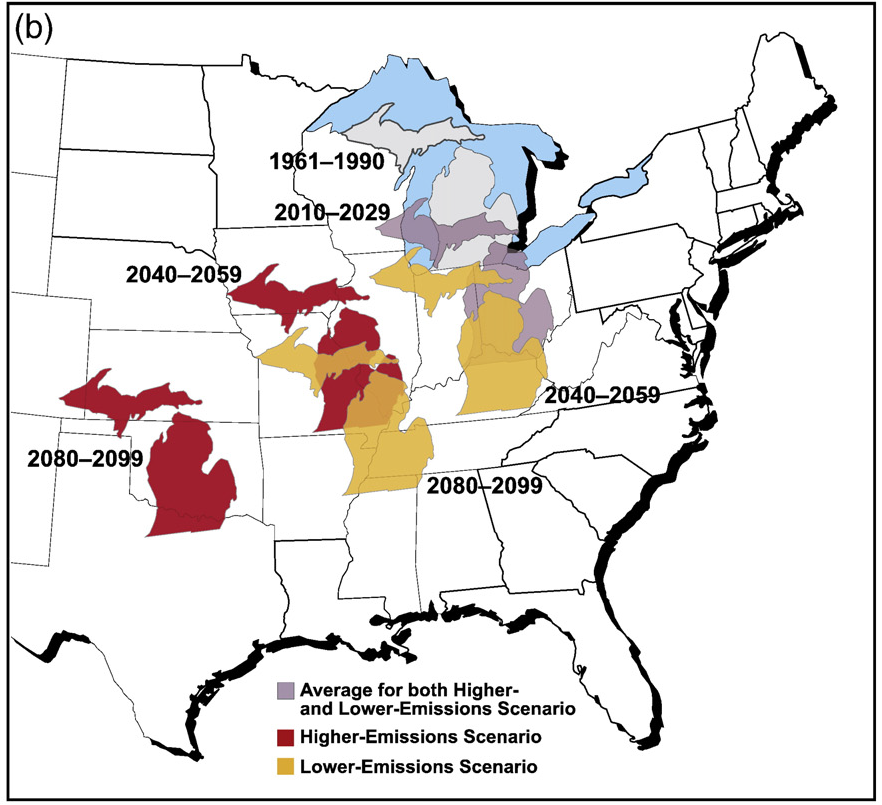 (b)
1961–1990
2010–2029
2040–2059
2040–2059
2080–2099
2080–2099
Average for both Higher-
and Lower-Emissions Scenario
Higher-Emissions Scenario
Lower-Emissions Scenario